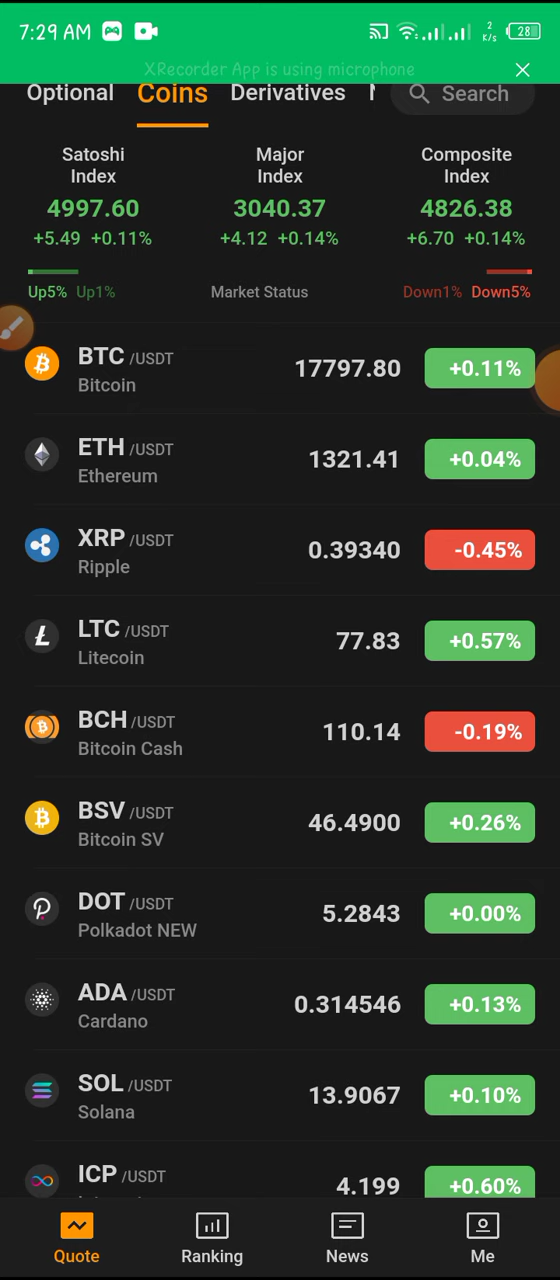 7:29 AM
2
K/s
28
XRecorder App is using microphone
Optional Coins Derivatives Search
Satoshi Index
Major Index
Composite Index
4997.60 3040.37 4826.38
+5.49 +0.11% +4.12 +0.14% +6.70 +0.14%
Up5% Up1% Market Status Down1% Down5%
BTC /USDT 17797.80 +0.11%
Bitcoin
ETH /USDT 1321.41 +0.04%
Ethereum
XRP /USDT 0.39340 -0.45%
Ripple
LTC /USDT 77.83 +0.57%
Litecoin
BCH /USDT 110.14 -0.19%
Bitcoin Cash
BSV /USDT 46.4900 +0.26%
Bitcoin SV
DOT /USDT 5.2843 +0.00%
Polkadot NEW
ADA /USDT 0.314546 +0.13%
Cardano
SOL /USDT 13.9067 +0.10%
Solana
ICP /USDT 4.199 +0.60%
Quote Ranking News Me